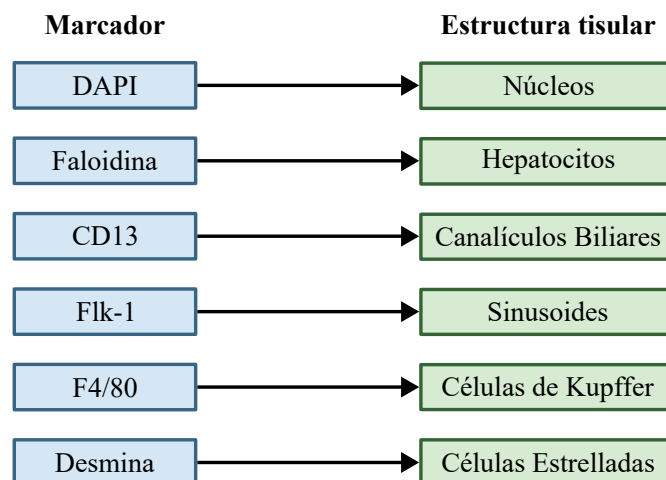 Marcador Estructura tisular
DAPI Núcleos
Faloidina Hepatocitos
CD13 Canalículos Biliares
Flk-1 Sinusoides
F4/80 Células de Kupffer
Desmina Células Estrelladas